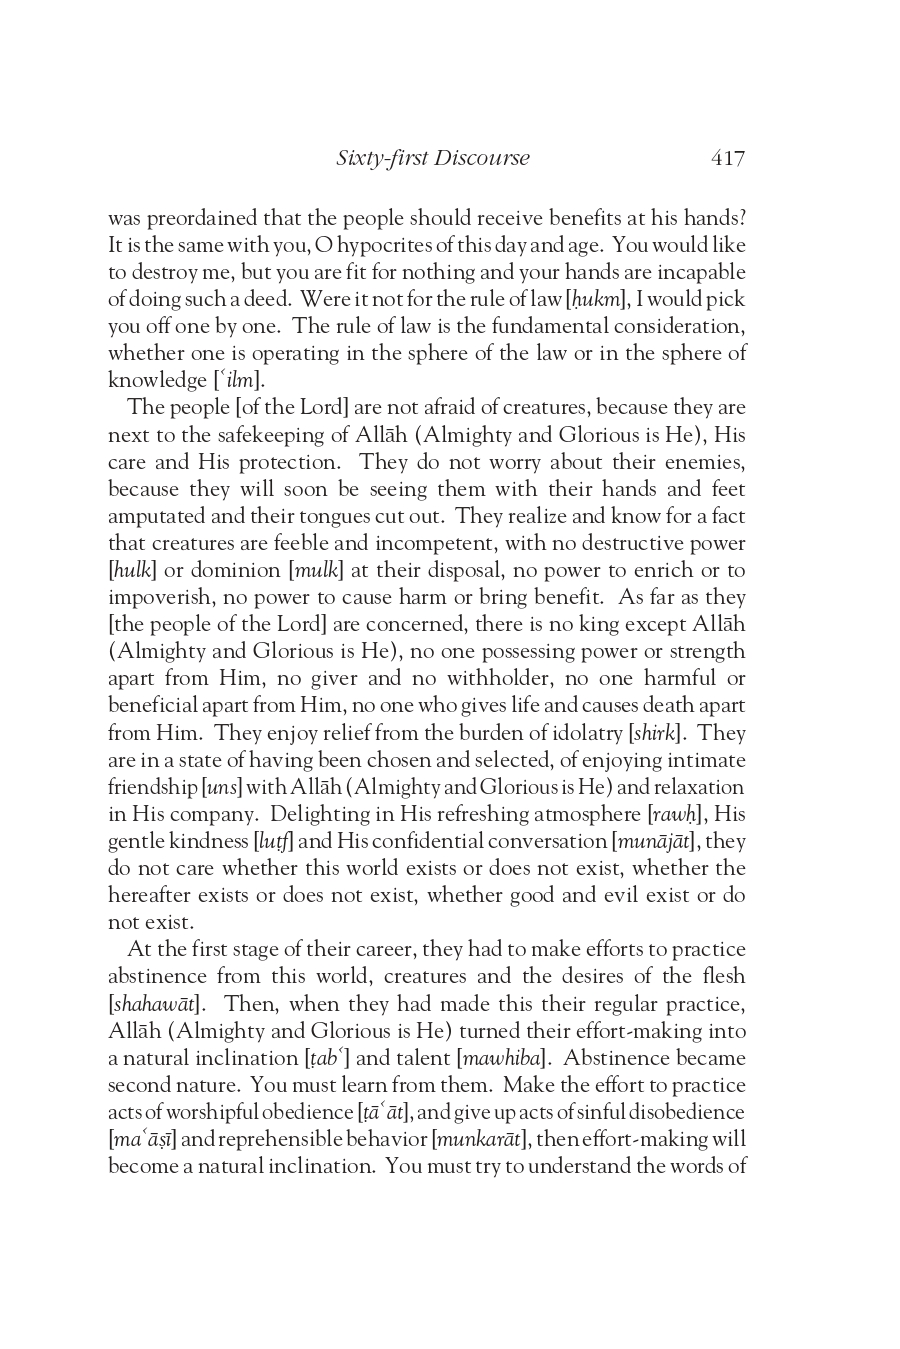 Sixty-first Discourse 417
was preordained that the people should receive benefits at his hands?
It is the same with you, O hypocrites of this day and age. You would like
to destroy me, but you are fit for nothing and your hands are incapable
of doing such a deed. Were it not for the rule of law [ḥukm], I would pick
you off one by one. The rule of law is the fundamental consideration,
whether one is operating in the sphere of the law or in the sphere of
knowledge [ʿilm].
The people [of the Lord] are not afraid of creatures, because they are
next to the safekeeping of Allāh (Almighty and Glorious is He), His
care and His protection. They do not worry about their enemies,
because they will soon be seeing them with their hands and feet
amputated and their tongues cut out. They realize and know for a fact
that creatures are feeble and incompetent, with no destructive power
[hulk] or dominion [mulk] at their disposal, no power to enrich or to
impoverish, no power to cause harm or bring benefit. As far as they
[the people of the Lord] are concerned, there is no king except Allāh
(Almighty and Glorious is He), no one possessing power or strength
apart from Him, no giver and no withholder, no one harmful or
beneficial apart from Him, no one who gives life and causes death apart
from Him. They enjoy relief from the burden of idolatry [shirk]. They
are in a state of having been chosen and selected, of enjoying intimate
friendship [uns] with Allāh (Almighty and Glorious is He) and relaxation
in His company. Delighting in His refreshing atmosphere [rawḥ], His
gentle kindness [luṭf] and His confidential conversation [munājāt], they
do not care whether this world exists or does not exist, whether the
hereafter exists or does not exist, whether good and evil exist or do
not exist.
At the first stage of their career, they had to make efforts to practice
abstinence from this world, creatures and the desires of the flesh
[shahawāt]. Then, when they had made this their regular practice,
Allāh (Almighty and Glorious is He) turned their effort-making into
a natural inclination [ṭabʿ] and talent [mawhiba]. Abstinence became
second nature. You must learn from them. Make the effort to practice
acts of worshipful obedience [ṭāʿāt], and give up acts of sinful disobedience
[maʿāṣī] and reprehensible behavior [munkarāt], then effort-making will
become a natural inclination. You must try to understand the words of